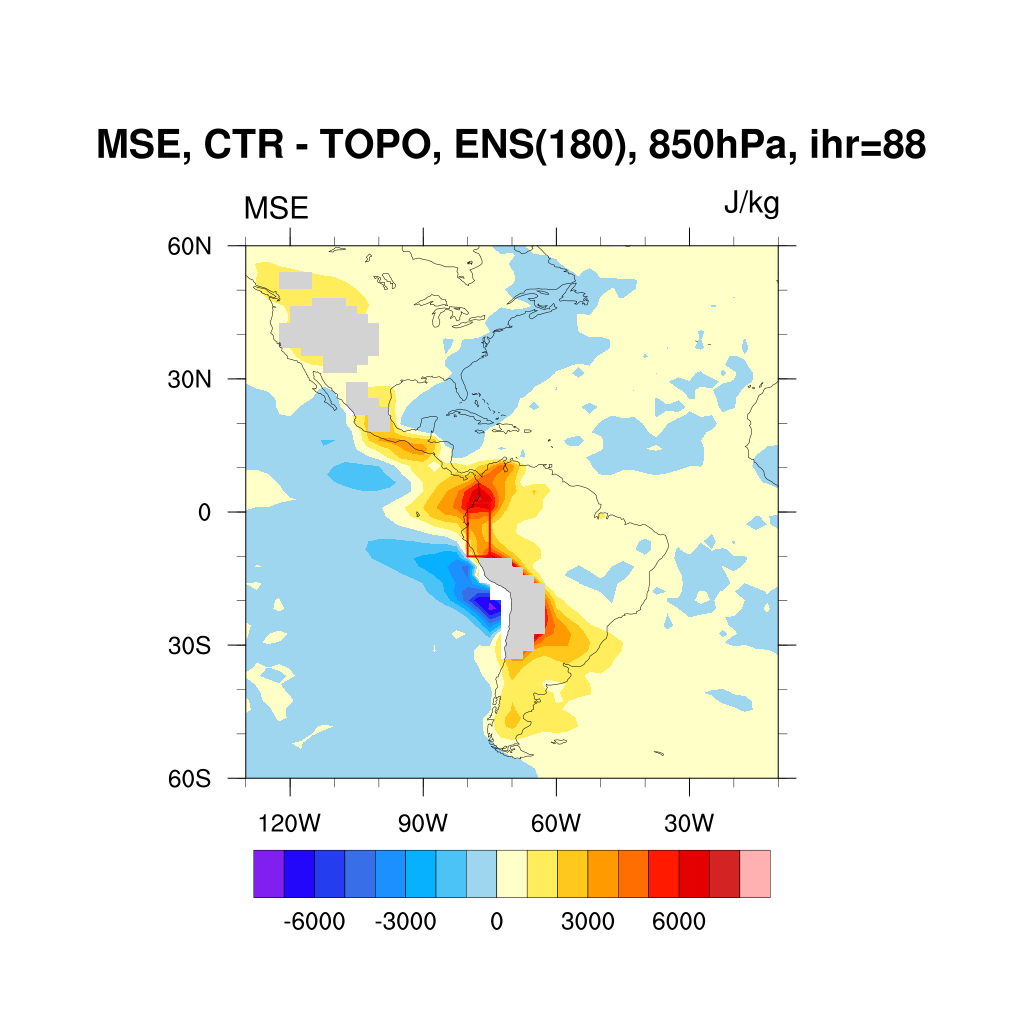 MSE, CTR - TOPO, ENS(180), 850hPa, ihr=88
MSE J/kg
60N
30N
0
30S
60S
120W 90W 60W 30W
-6000 -3000 0 3000 6000